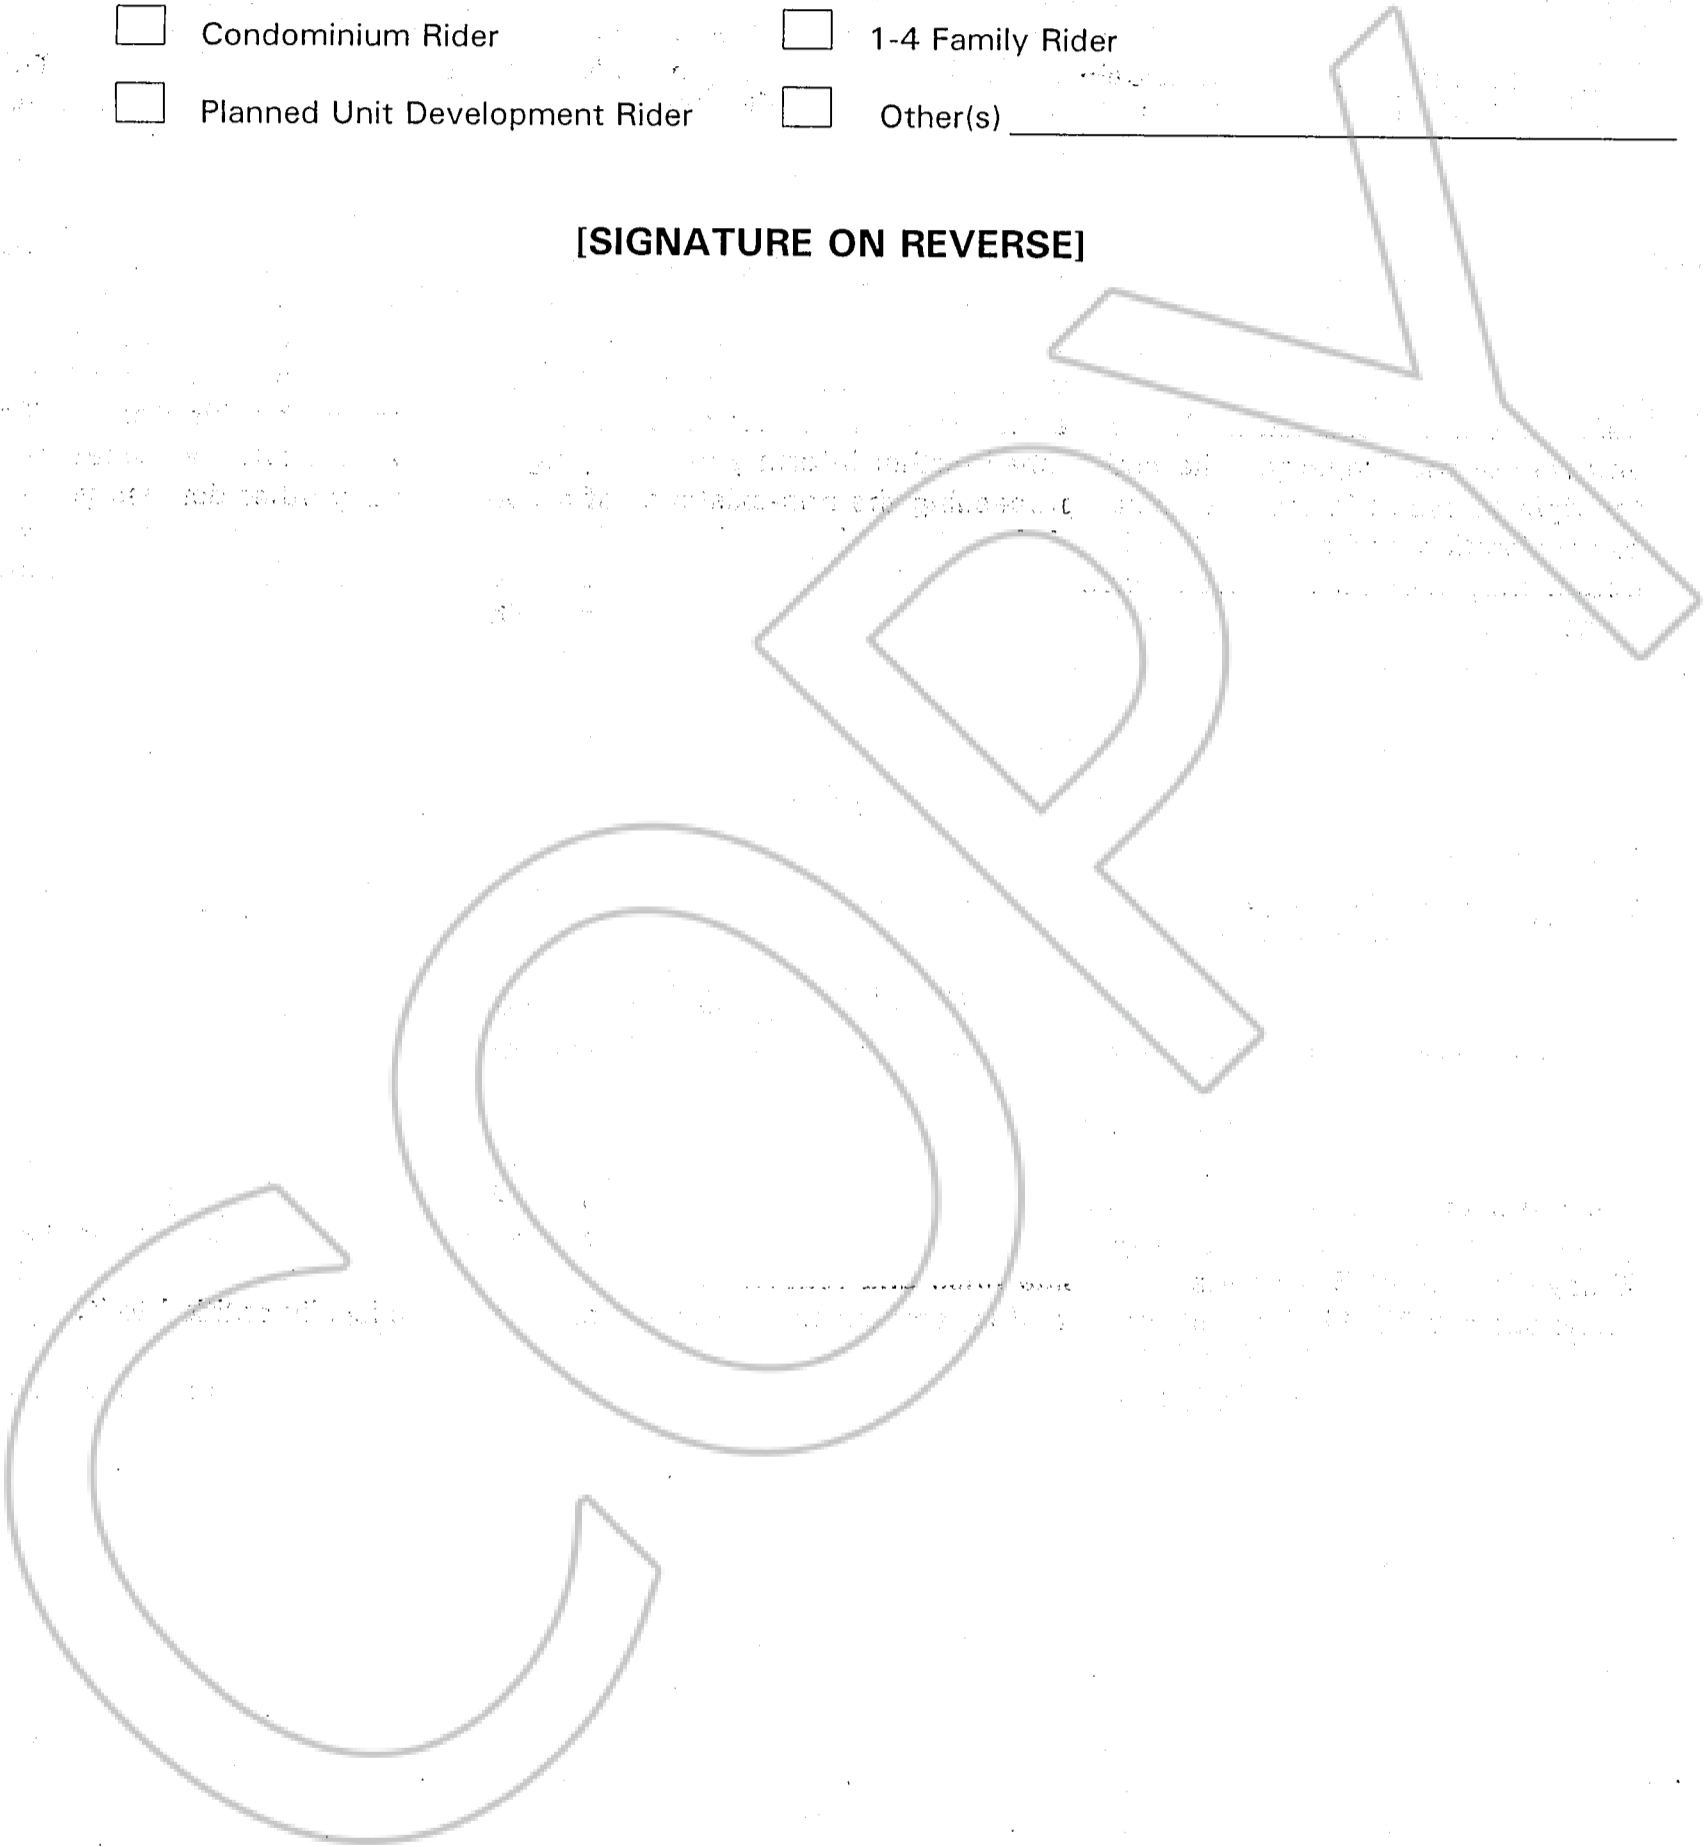 Condominium Rider 1-4 Family Rider
Planned Unit Development Rider Other(s)
[SIGNATURE ON REVERSE]
COPY